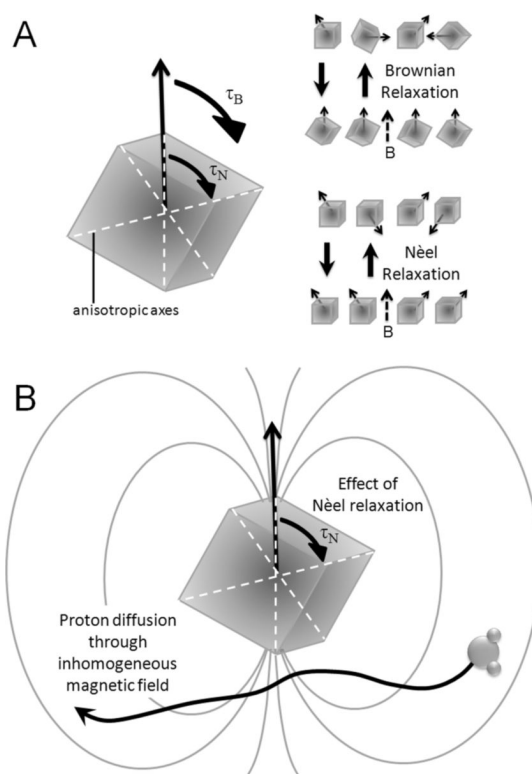 A
τB
τN
anisotropic axes
Brownian
Relaxation
B
Nèel
Relaxation
B
B
Effect of
Nèel relaxation
τN
Proton diffusion
through
inhomogeneous
magnetic field